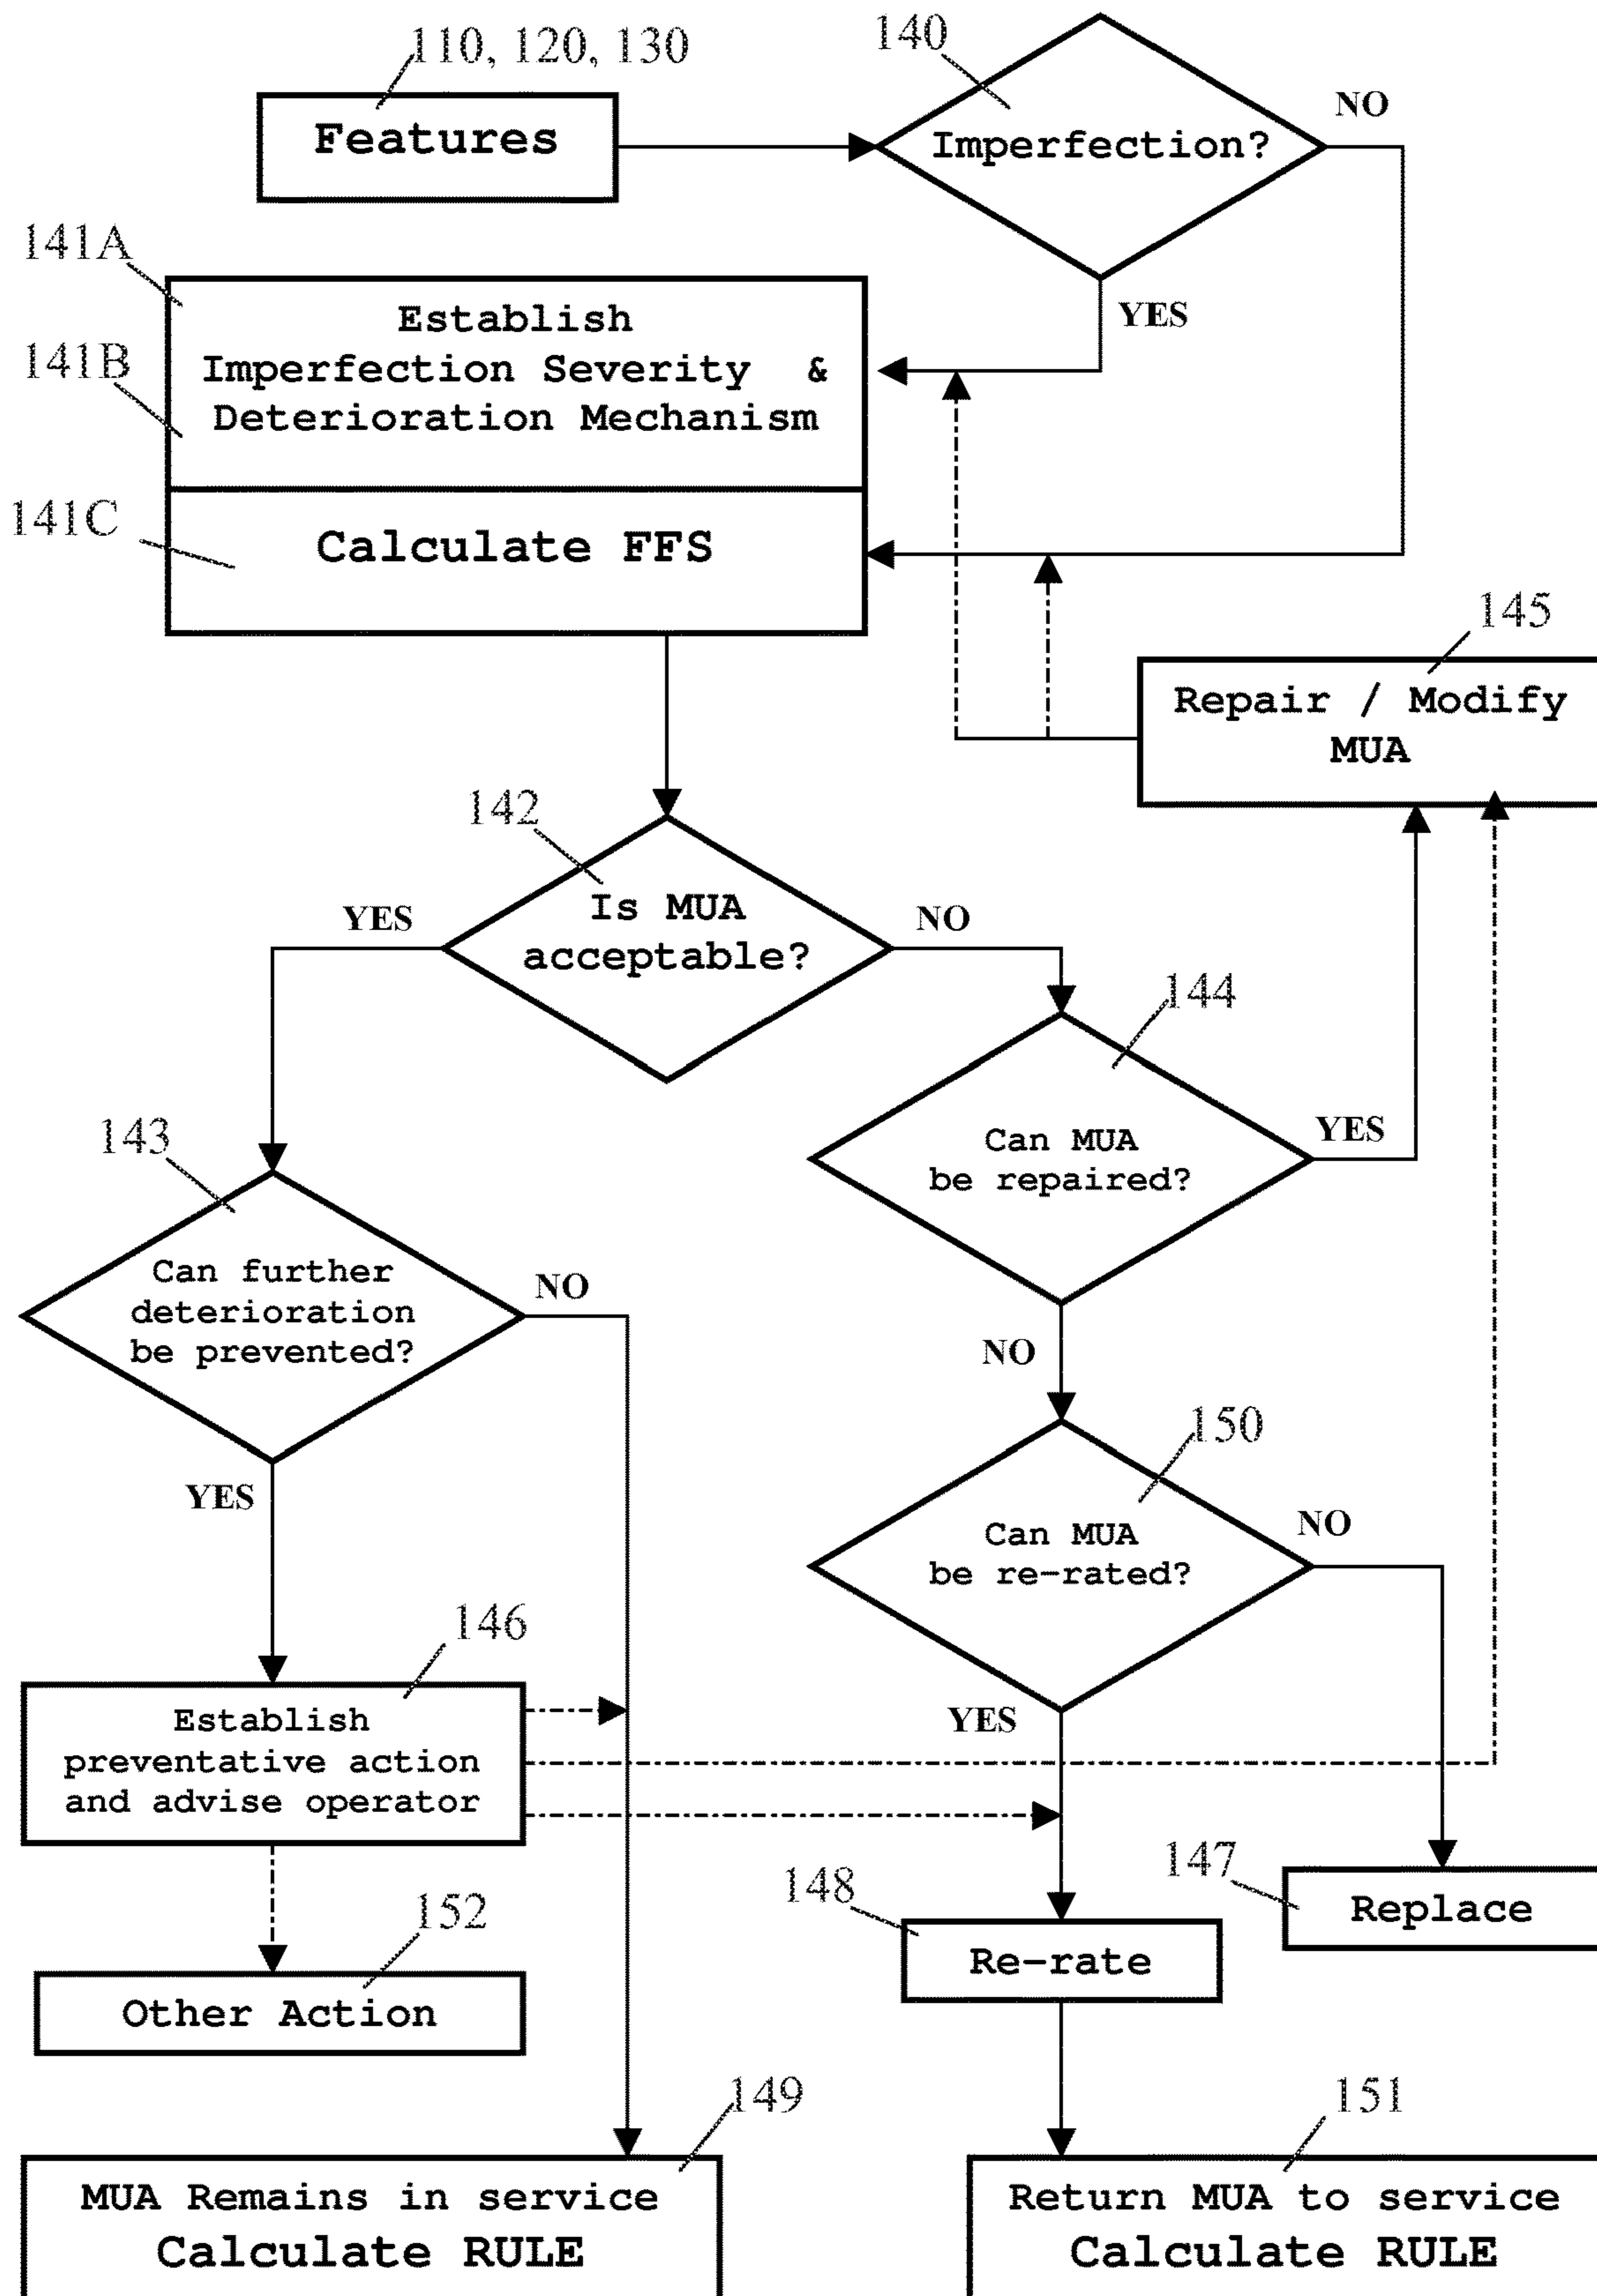 110, 120, 130
140
Features
Imperfection?
NO
YES
141A
141B
Establish
Imperfection Severity &
Deterioration Mechanism
141C
Calculate FFS
145
Repair / Modify
MUA
142
Is MUA
acceptable?
YES
NO
144
Can MUA
be repaired?
YES
NO
143
Can further
deterioration
be prevented?
NO
YES
150
Can MUA
be re-rated?
NO
YES
146
Establish
preventative action
and advise operator
147
Replace
148
Re-rate
152
Other Action
149
MUA Remains in service
Calculate RULE
151
Return MUA to service
Calculate RULE